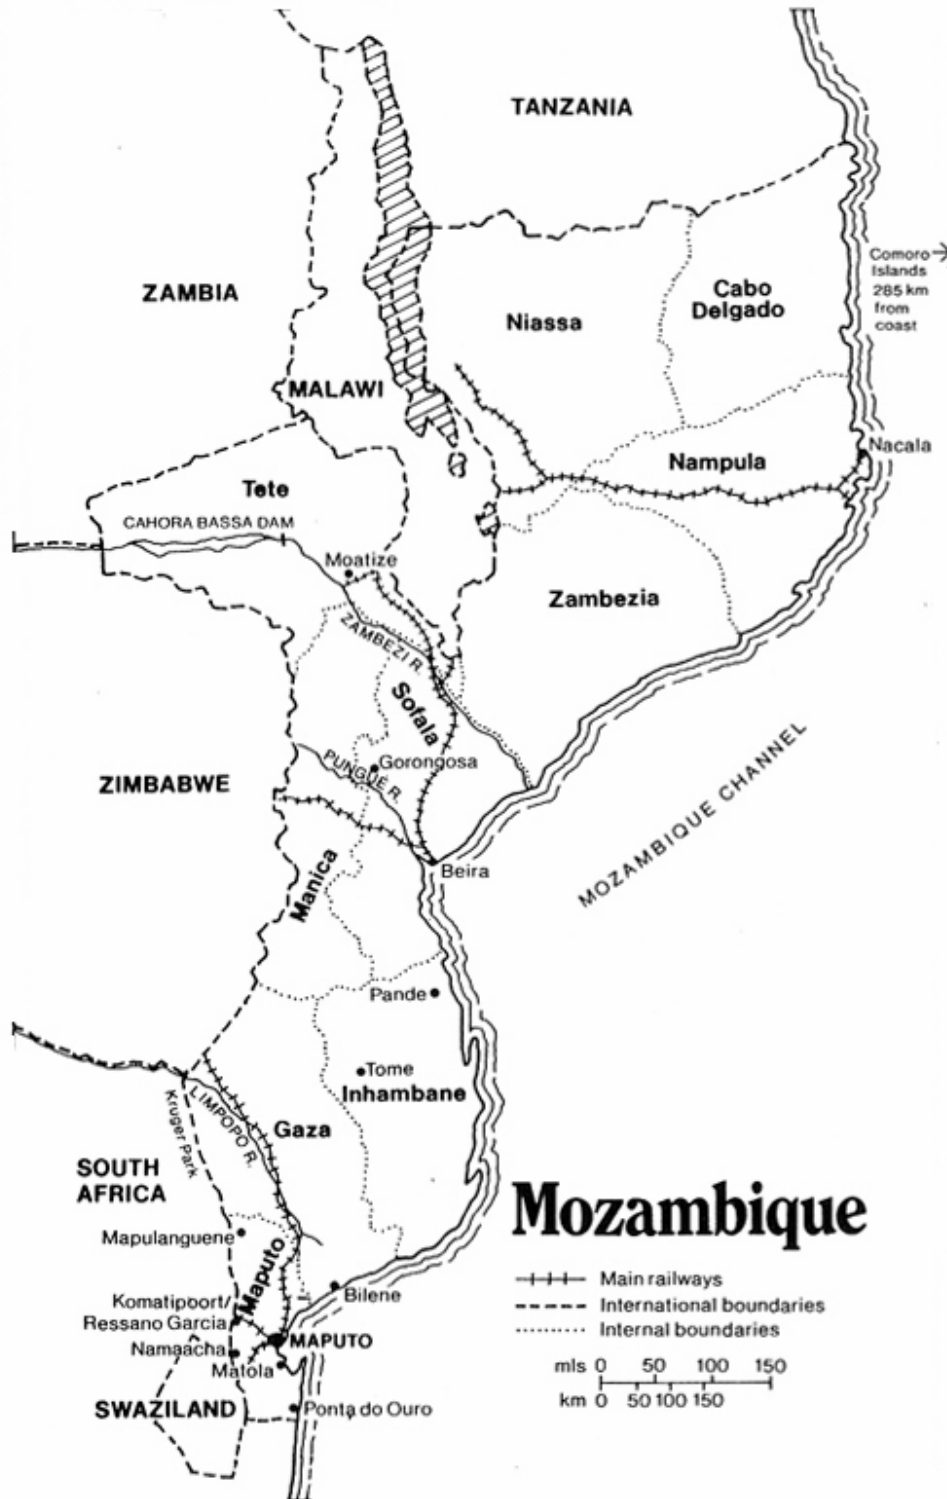 TANZANIA
Comoro
Islands
285 km
from
coast
ZAMBIA
Cabo
Delgado
Niassa
MALAWI
Nacala
Nampula
Tete
CAHORA BASSA DAM
Moatize
Zambezia
ZAMBEZI R.
Sofala
MOZAMBIQUE CHANNEL
PUNGUÉ R.
Gorongosa
ZIMBABWE
Manica
Beira
Pande
Tome
Inhambane
LIMPOPO R.
Kruger Park
Gaza
SOUTH
AFRICA
Mozambique
Mapulanguene
Maputo
Main railways
Bilene
Komatipoort/
Ressano Garcia
International boundaries
Internal boundaries
MAPUTO
Namaacha
Matola
mls 0 50 100 150
km 0 50 100 150
SWAZILAND
Ponta do Ouro